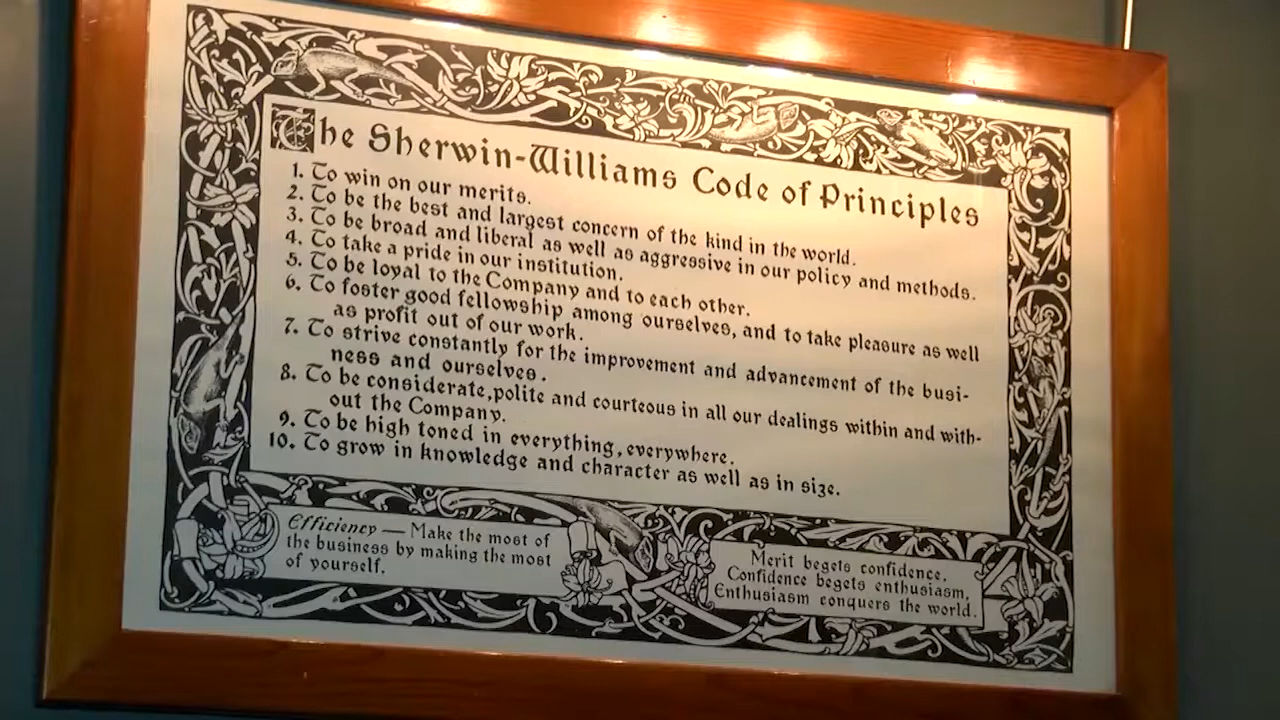 The Sherwin-Williams Code of Principles
1. To win on our merits.
2. To be the best and largest concern of the kind in the world.
3. To be broad and liberal as well as aggressive in our policy and methods.
4. To take a pride in our institution.
5. To be loyal to the Company and to each other.
6. To foster good fellowship among ourselves, and to take pleasure as well
as profit out of our work.
7. To strive constantly for the improvement and advancement of the busi-
ness and ourselves.
8. To be considerate, polite and courteous in all our dealings within and with-
out the Company.
9. To be high toned in everything, everywhere.
10. To grow in knowledge and character as well as in size.
Efficiency — Make the most of
the business by making the most
of yourself.
Merit begets confidence,
Confidence begets enthusiasm,
Enthusiasm conquers the world.